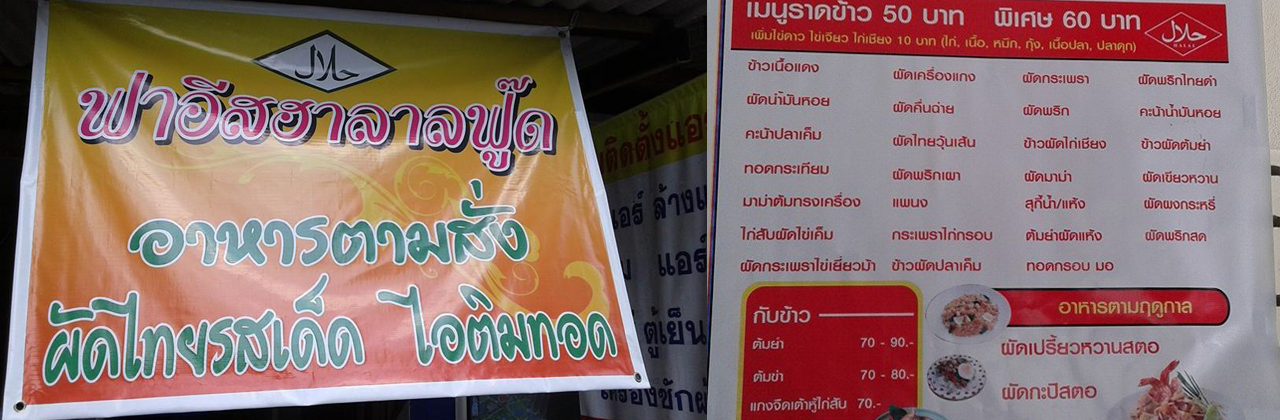 حلال
ฟาอีสฮาลาลฟู๊ด
อาหารตามสั่ง
ผัดไทยรสเด็ด ไอติมทอด
ติดตั้งแอร์
แอร์ ล้าง
แอร์
ตู้เย็น
เมนูราดข้าว 50 บาท พิเศษ 60 บาท
حلال
HALAL
เพิ่มไข่ดาว ไข่เจียว ไก่เชียง 10 บาท (ไก่, เนื้อ, หมึก, กุ้ง, เนื้อปลา, ปลาดุก)
ข้าวเนื้อแดง ผัดเครื่องแกง ผัดกระเพรา ผัดพริกไทยดำ
ผัดน้ำมันหอย ผัดคื่นฉ่าย ผัดพริก คะน้าน้ำมันหอย
คะน้าปลาเค็ม ผัดไทยวุ้นเส้น ข้าวผัดไก่เชียง ข้าวผัดต้มยำ
ทอดกระเทียม ผัดพริกเผา ผัดมาม่า ผัดเขียวหวาน
มาม่าต้มทรงเครื่อง แพนง สุกี้น้ำ/แห้ง ผัดผงกระหรี่
ไก่สับผัดไข่เค็ม กระเพราไก่กรอบ ต้มยำผัดแห้ง ผัดพริกสด
ผัดกระเพราไข่เยี่ยวม้า ข้าวผัดปลาเค็ม ทอดกรอบ มอ
กับข้าว
ต้มยำ 70 - 90.-
ต้มข่า 70 - 80.-
แกงจืดเต้าหู้ไก่สับ 70.-
อาหารตามฤดูกาล
ผัดเปรี้ยวหวานสตอ
ผัดกะปิสตอ